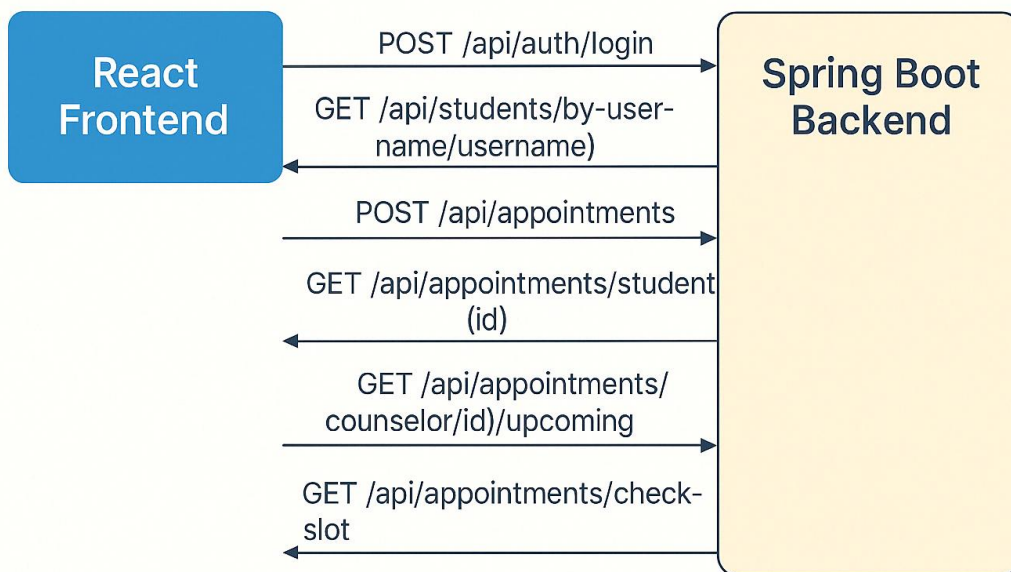 React
Frontend
POST /api/auth/login
GET /api/students/by-user-
name/username)
POST /api/appointments
GET /api/appointments/student
(id)
GET /api/appointments/
counselor/id)/upcoming
GET /api/appointments/check-
slot
Spring Boot
Backend